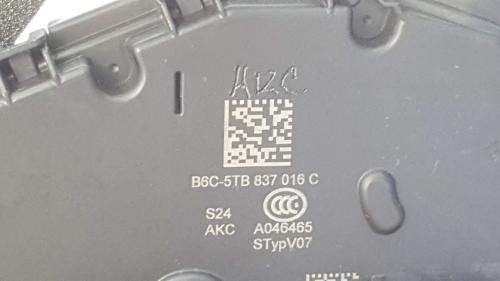 AKC
B6C-5TB 837 016 C
S24
AKC A046465
STypV07